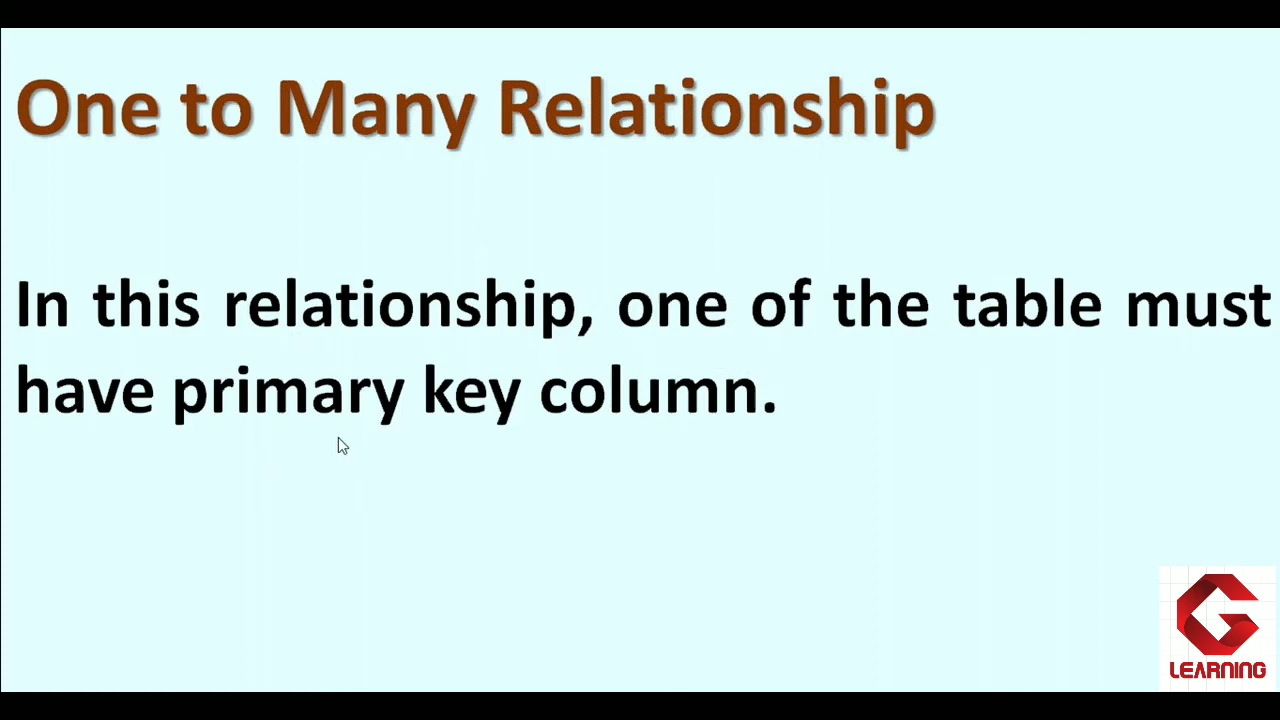 One to Many Relationship
In this relationship, one of the table must
have primary key column.
LEARNING